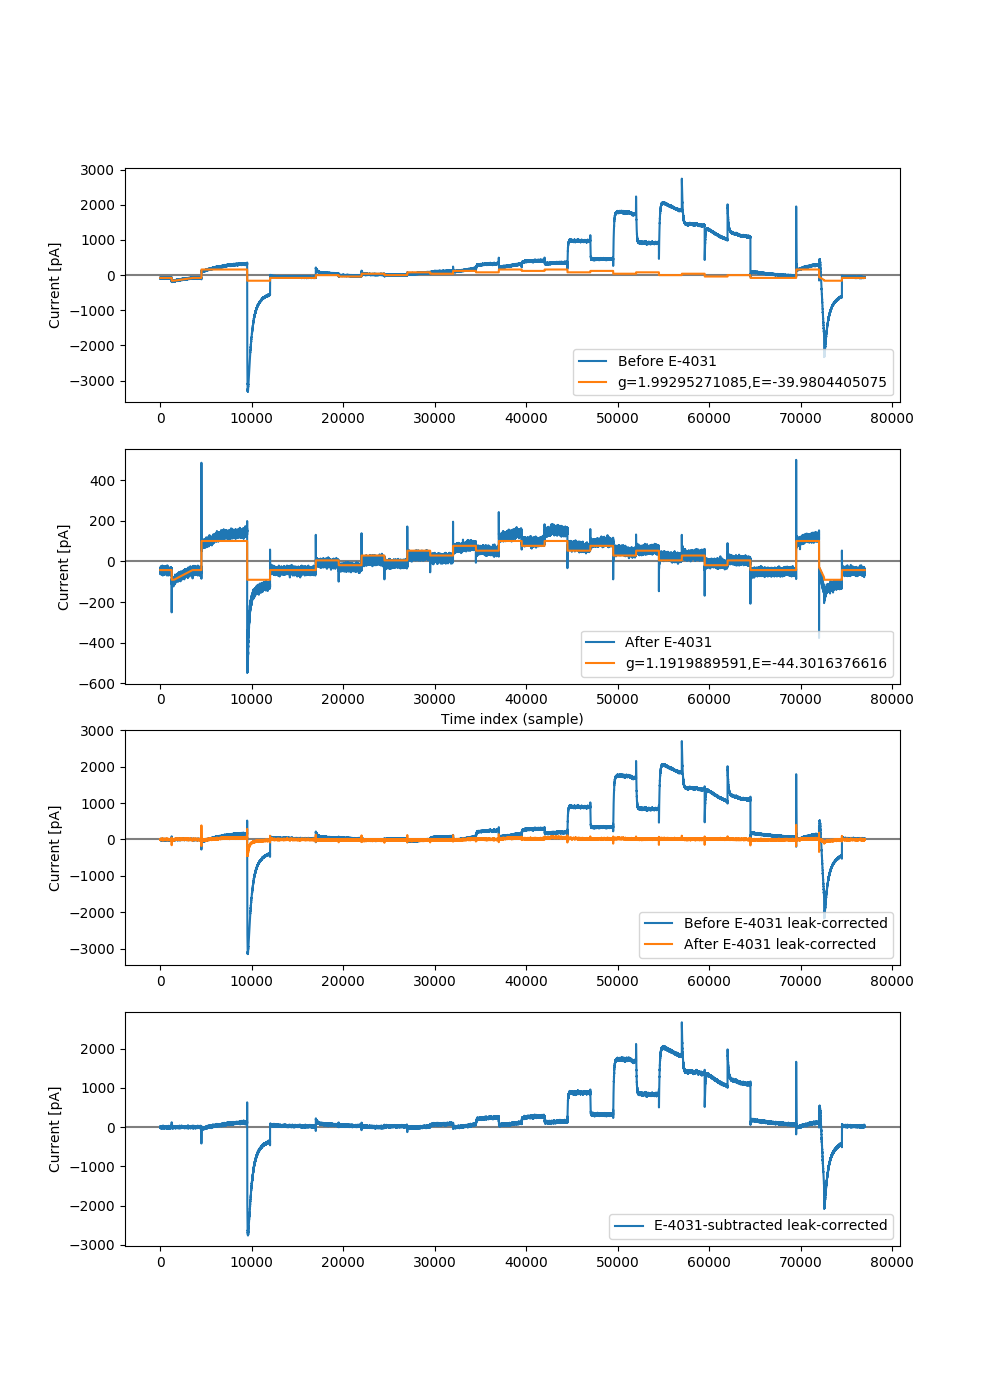 3000
2000
1000
0
−1000
−2000
−3000
Current [pA]
Before E-4031
g=1.99295271085,E=-39.9804405075
0 10000 20000 30000 40000 50000 60000 70000 80000
400
200
0
−200
−400
−600
Current [pA]
After E-4031
g=1.1919889591,E=-44.3016376616
0 10000 20000 30000 40000 50000 60000 70000 80000
Time index (sample)
3000
2000
1000
0
−1000
−2000
−3000
Current [pA]
Before E-4031 leak-corrected
After E-4031 leak-corrected
0 10000 20000 30000 40000 50000 60000 70000 80000
2000
1000
0
−1000
−2000
−3000
Current [pA]
E-4031-subtracted leak-corrected
0 10000 20000 30000 40000 50000 60000 70000 80000